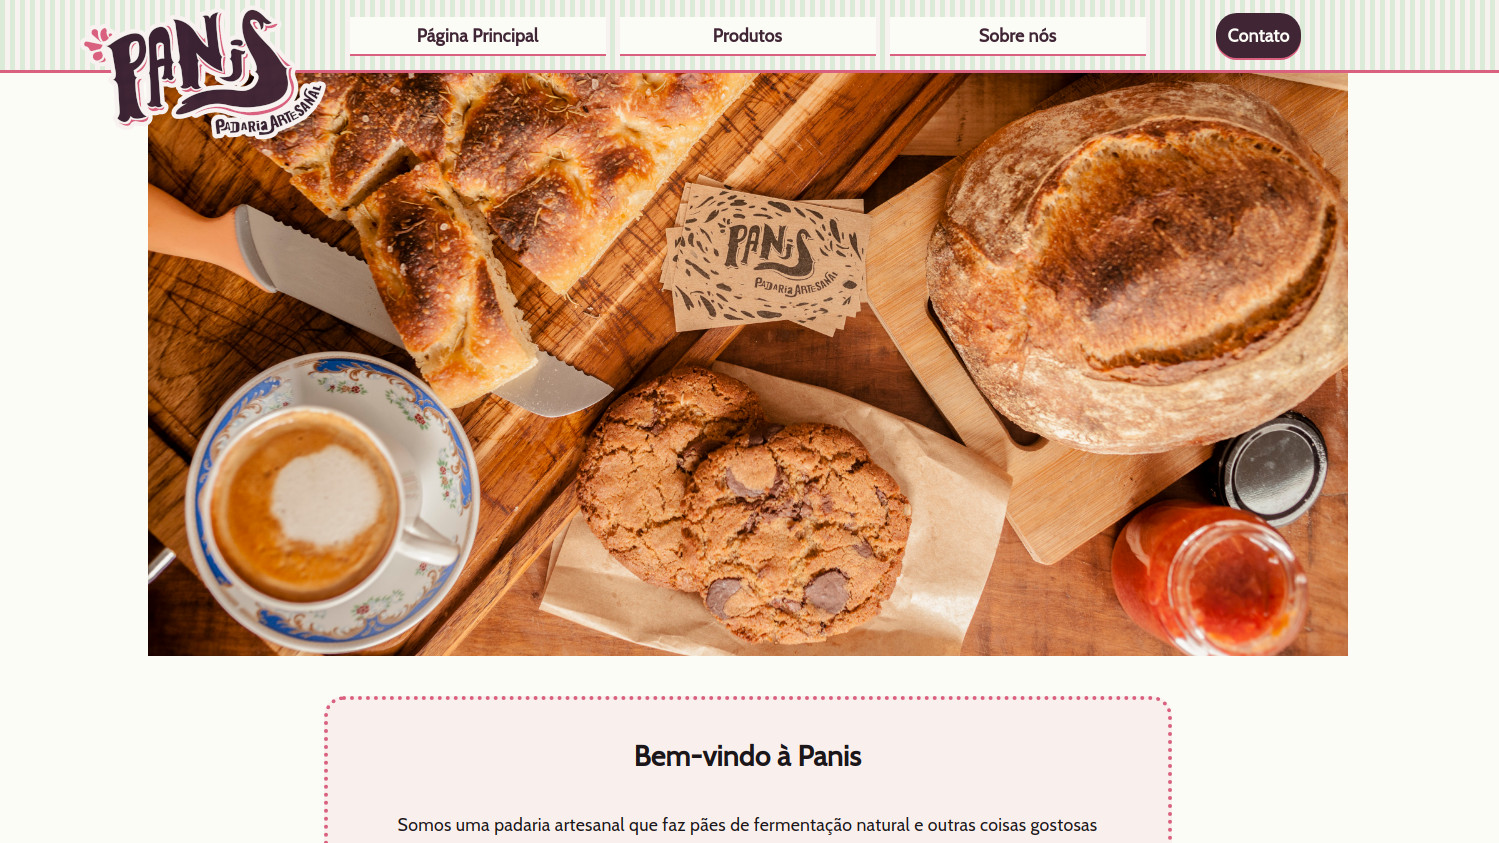 PANiS
PADARiA ARTESANAL
Página Principal
Produtos
Sobre nós
Contato
PANiS
PADARiA ARTESANAL
Bem-vindo à Panis
Somos uma padaria artesanal que faz pães de fermentação natural e outras coisas gostosas